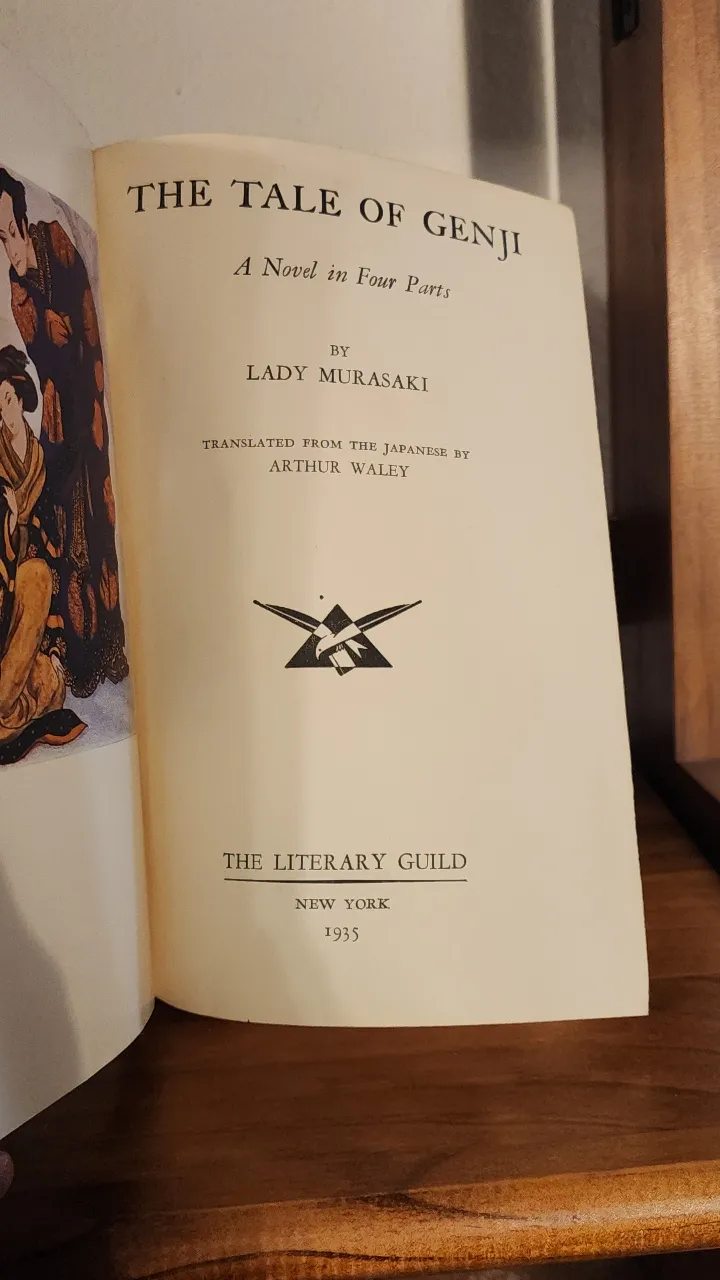 THE TALE OF GENJI
A Novel in Four Parts
BY
LADY MURASAKI
TRANSLATED FROM THE JAPANESE BY
ARTHUR WALEY
THE LITERARY GUILD
NEW YORK
1935